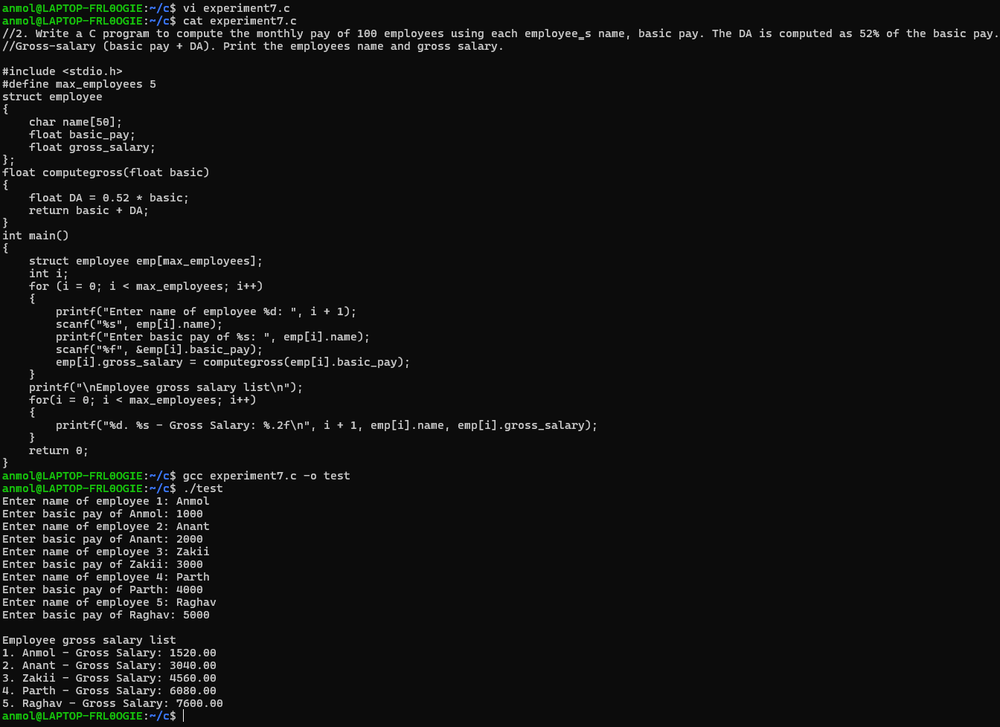 anmol@LAPTOP-FRL0OGIE:~/c$ vi experiment7.c
anmol@LAPTOP-FRL0OGIE:~/c$ cat experiment7.c
//2. Write a C program to compute the monthly pay of 100 employees using each employee_s name, basic pay. The DA is computed as 52% of the basic pay.
//Gross-salary (basic pay + DA). Print the employees name and gross salary.

#include <stdio.h>
#define max_employees 5
struct employee
{
    char name[50];
    float basic_pay;
    float gross_salary;
};
float computegross(float basic)
{
    float DA = 0.52 * basic;
    return basic + DA;
}
int main()
{
    struct employee emp[max_employees];
    int i;
    for (i = 0; i < max_employees; i++)
    {
        printf("Enter name of employee %d: ", i + 1);
        scanf("%s", emp[i].name);
        printf("Enter basic pay of %s: ", emp[i].name);
        scanf("%f", &emp[i].basic_pay);
        emp[i].gross_salary = computegross(emp[i].basic_pay);
    }
    printf("\nEmployee gross salary list\n");
    for(i = 0; i < max_employees; i++)
    {
        printf("%d. %s - Gross Salary: %.2f\n", i + 1, emp[i].name, emp[i].gross_salary);
    }
    return 0;
}
anmol@LAPTOP-FRL0OGIE:~/c$ gcc experiment7.c -o test
anmol@LAPTOP-FRL0OGIE:~/c$ ./test
Enter name of employee 1: Anmol
Enter basic pay of Anmol: 1000
Enter name of employee 2: Anant
Enter basic pay of Anant: 2000
Enter name of employee 3: Zakii
Enter basic pay of Zakii: 3000
Enter name of employee 4: Parth
Enter basic pay of Parth: 4000
Enter name of employee 5: Raghav
Enter basic pay of Raghav: 5000

Employee gross salary list
1. Anmol - Gross Salary: 1520.00
2. Anant - Gross Salary: 3040.00
3. Zakii - Gross Salary: 4560.00
4. Parth - Gross Salary: 6080.00
5. Raghav - Gross Salary: 7600.00
anmol@LAPTOP-FRL0OGIE:~/c$